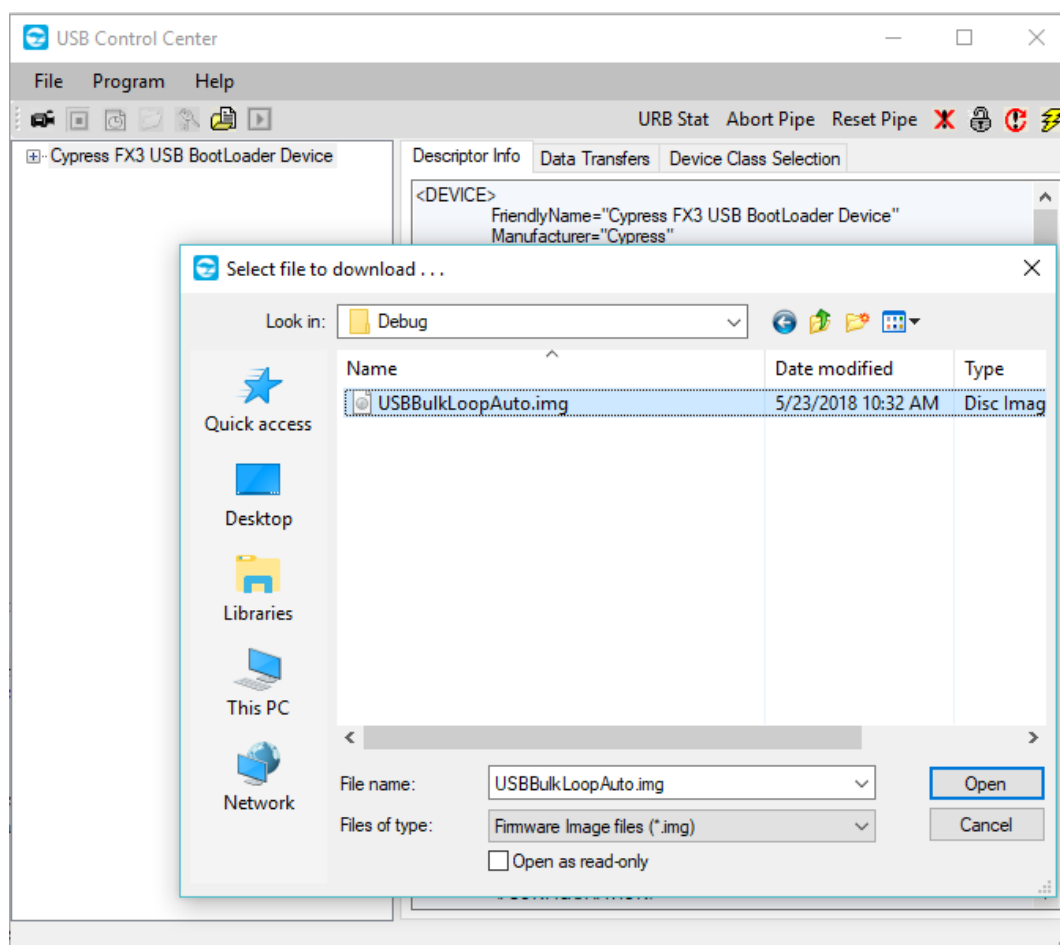 USB Control Center
File Program Help
URB Stat Abort Pipe Reset Pipe
Cypress FX3 USB BootLoader Device
Descriptor Info Data Transfers Device Class Selection
<DEVICE>
FriendlyName="Cypress FX3 USB BootLoader Device"
Manufacturer="Cypress"
Select file to download . . .
Look in: Debug
Name Date modified Type
USBBulkLoopAuto.img 5/23/2018 10:32 AM Disc Imag
Quick access
Desktop
Libraries
This PC
Network
File name: USBBulkLoopAuto.img Open
Files of type: Firmware Image files (*.img) Cancel
Open as read-only